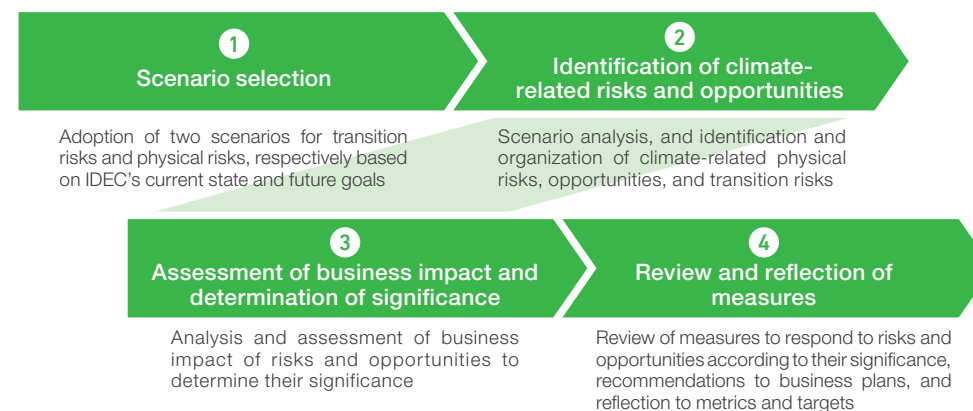 1
Scenario selection
Adoption of two scenarios for transition
risks and physical risks, respectively based
on IDEC's current state and future goals
2
Identification of climate-
related risks and opportunities
Scenario analysis, and identification and
organization of climate-related physical
risks, opportunities, and transition risks
3
Assessment of business impact and
determination of significance
Analysis and assessment of business
impact of risks and opportunities to
determine their significance
4
Review and reflection of
measures
Review of measures to respond to risks and
opportunities according to their significance,
recommendations to business plans, and
reflection to metrics and targets